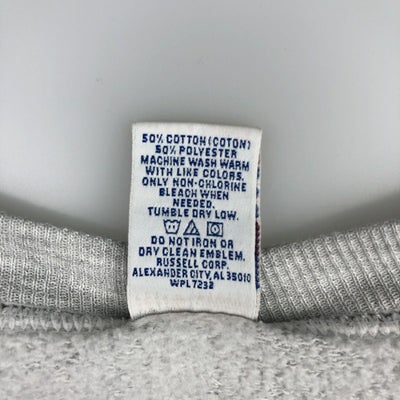 50% COTTON (COTON)
50% POLYESTER
MACHINE WASH WARM
WITH LIKE COLORS.
ONLY NON-CHLORINE
BLEACH WHEN
NEEDED.
TUMBLE DRY LOW.
DO NOT IRON OR
DRY CLEAN EMBLEM.
RUSSELL CORP.
ALEXANDER CITY, AL 35010
WPL7232